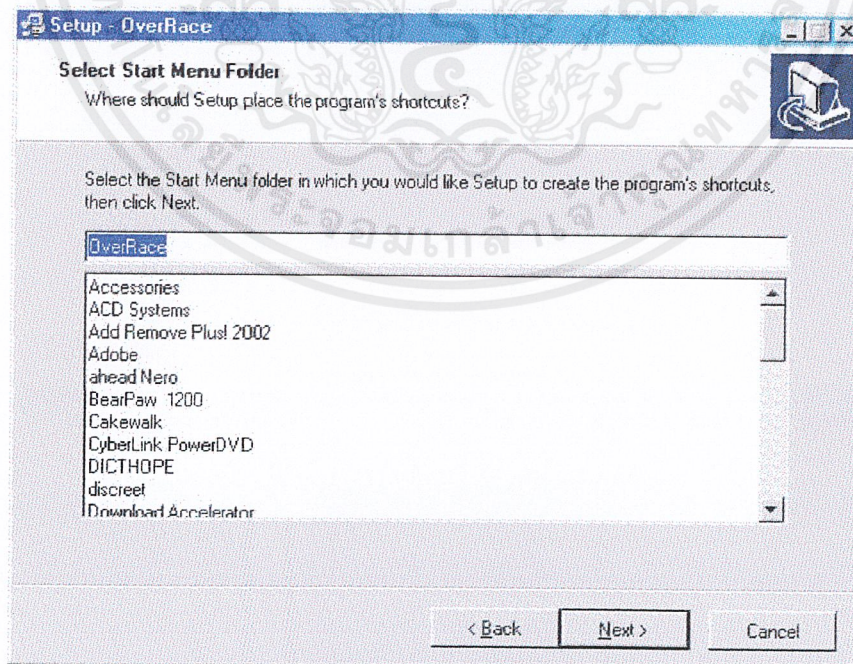 Setup - OverRace
Select Start Menu Folder
Where should Setup place the program's shortcuts?
Select the Start Menu folder in which you would like Setup to create the program's shortcuts,
then click Next.
OverRace
Accessories
ACD Systems
Add Remove Plus! 2002
Adobe
ahead Nero
BearPaw 1200
Cakewalk
CyberLink PowerDVD
DICTHOPE
discreet
Download Accelerator
< Back
Next >
Cancel